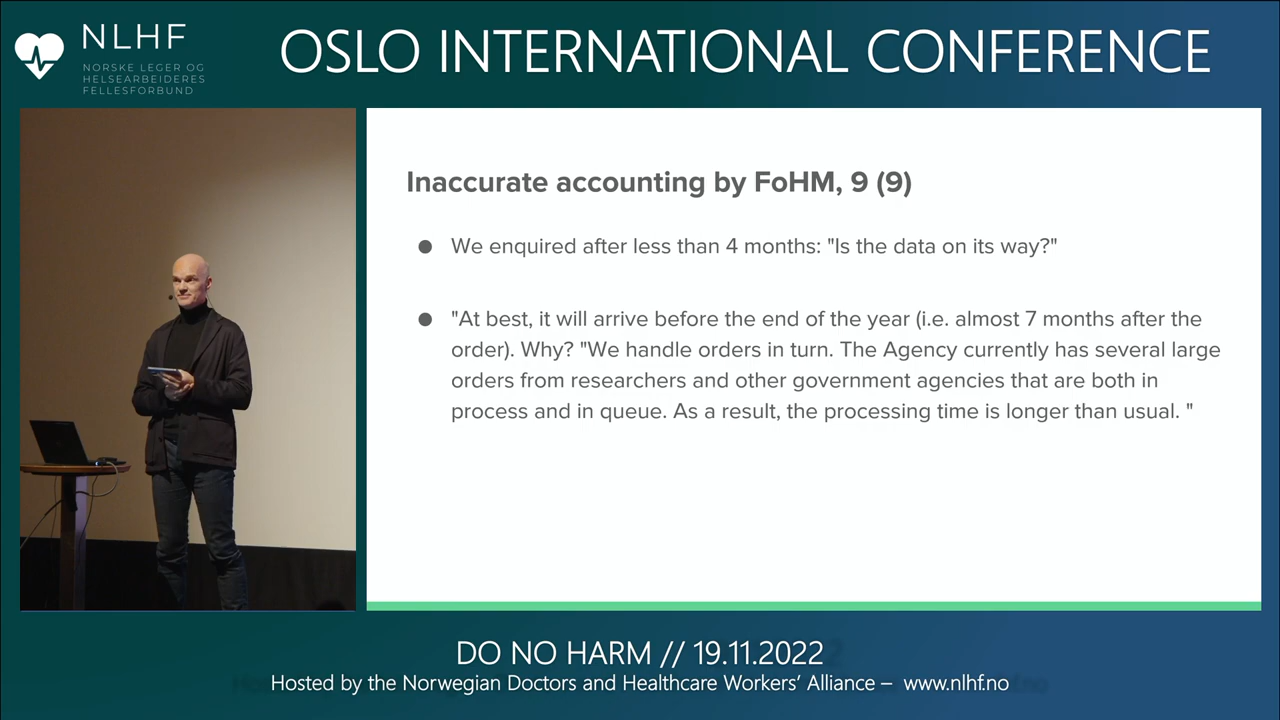 NLHF
NORSKE LEGER OG
HELSEARBEIDERES
FELLESFORBUND
OSLO INTERNATIONAL CONFERENCE
Inaccurate accounting by FoHM, 9 (9)
● We enquired after less than 4 months: "Is the data on its way?"
● "At best, it will arrive before the end of the year (i.e. almost 7 months after the
order). Why? "We handle orders in turn. The Agency currently has several large
orders from researchers and other government agencies that are both in
process and in queue. As a result, the processing time is longer than usual. "
DO NO HARM // 19.11.2022
Hosted by the Norwegian Doctors and Healthcare Workers' Alliance – www.nlhf.no